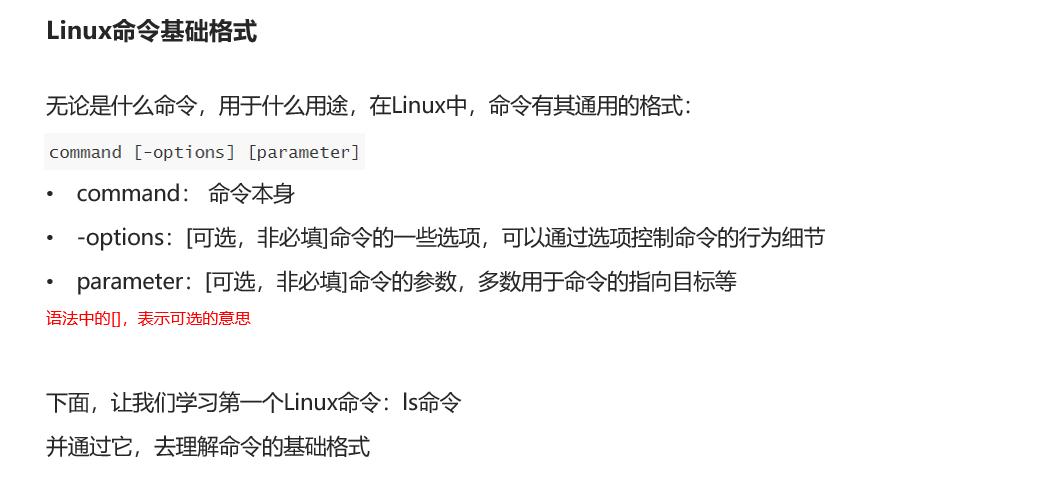 Linux命令基础格式
无论是什么命令，用于什么用途，在Linux中，命令有其通用的格式：
command [-options] [parameter]
• command： 命令本身
• -options：[可选，非必填]命令的一些选项，可以通过选项控制命令的行为细节
• parameter：[可选，非必填]命令的参数，多数用于命令的指向目标等
语法中的[]，表示可选的意思
下面，让我们学习第一个Linux命令：ls命令
并通过它，去理解命令的基础格式